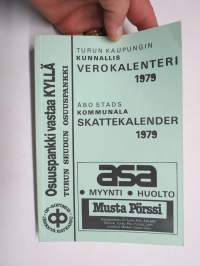 Osuuspankki vastaa KYLLÄ
TURUN SEUDUN OSUUSPANKKI
TURUN KAUPUNGIN
KUNNALLIS
VEROKALENTERI
1979
ÅBO STADS
KOMMUNALA
SKATTEKALENDER
1979
asa
• MYYNTI • HUOLTO
Musta Pörssi